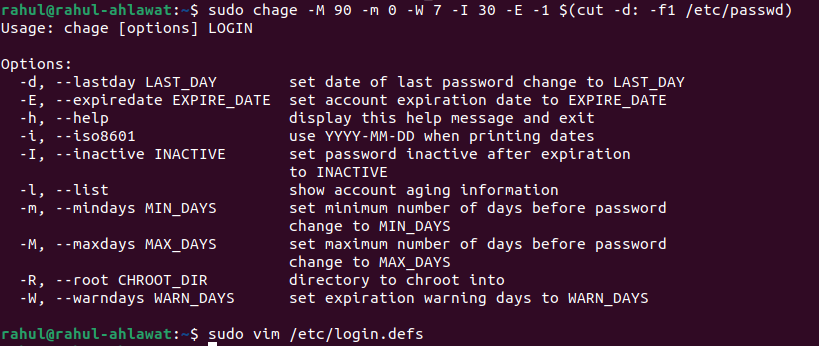 rahul@rahul-ahlawat:~$ sudo chage -M 90 -m 0 -W 7 -I 30 -E -1 $(cut -d: -f1 /etc/passwd)
Usage: chage [options] LOGIN

Options:
  -d, --lastday LAST_DAY        set date of last password change to LAST_DAY
  -E, --expiredate EXPIRE_DATE  set account expiration date to EXPIRE_DATE
  -h, --help                    display this help message and exit
  -i, --iso8601                 use YYYY-MM-DD when printing dates
  -I, --inactive INACTIVE       set password inactive after expiration
                                to INACTIVE
  -l, --list                    show account aging information
  -m, --mindays MIN_DAYS        set minimum number of days before password
                                change to MIN_DAYS
  -M, --maxdays MAX_DAYS        set maximum number of days before password
                                change to MAX_DAYS
  -R, --root CHROOT_DIR         directory to chroot into
  -W, --warndays WARN_DAYS      set expiration warning days to WARN_DAYS

rahul@rahul-ahlawat:~$ sudo vim /etc/login.defs